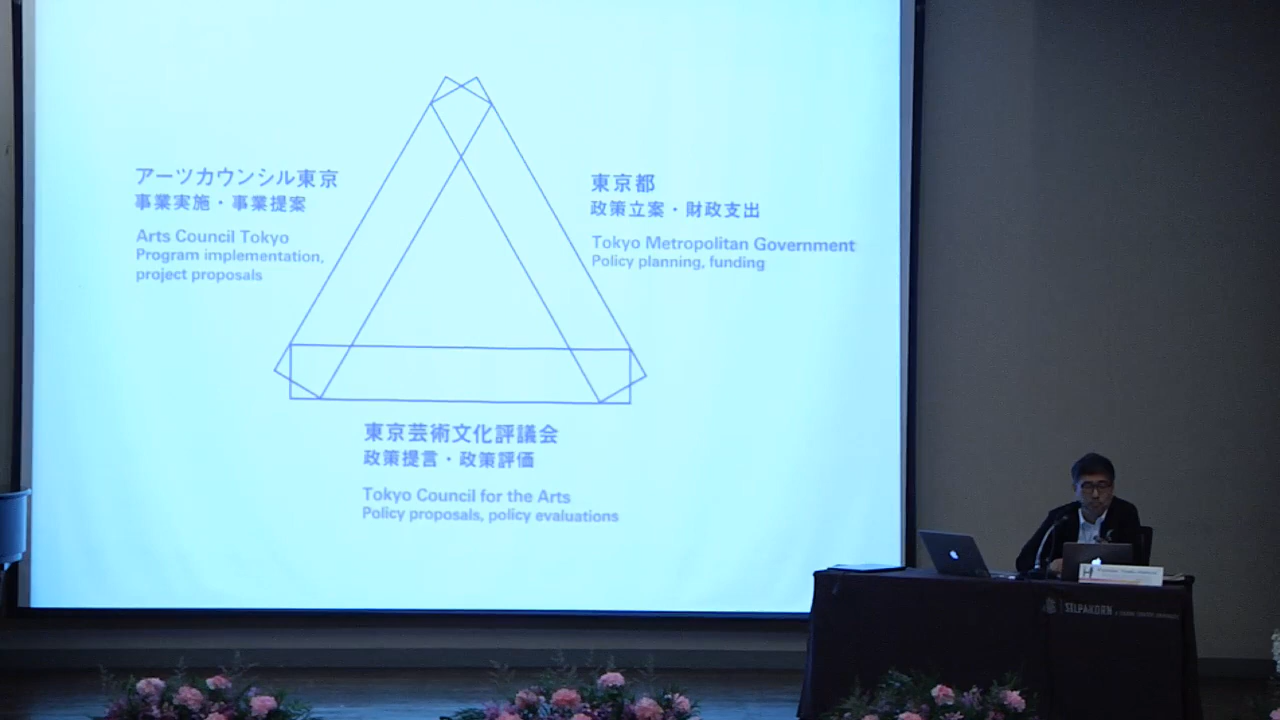 アーツカウンシル東京
事業実施・事業提案
Arts Council Tokyo
Program implementation,
project proposals
東京都
政策立案・財政支出
Tokyo Metropolitan Government
Policy planning, funding
東京芸術文化評議会
政策提言・政策評価
Tokyo Council for the Arts
Policy proposals, policy evaluations
SILPAKORN